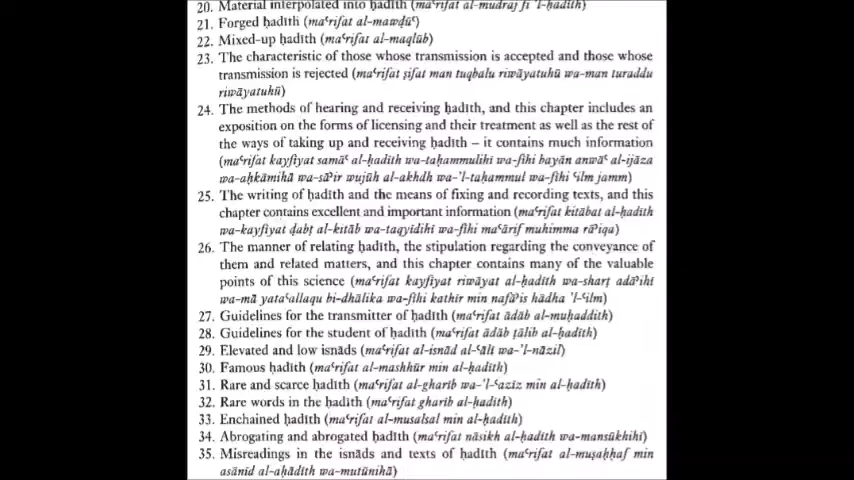 20. Material interpolated into ḥadīth (maʿrifat al-mudraj fi ʾl-ḥadīth)
21. Forged ḥadīth (maʿrifat al-mawḍūʿ)
22. Mixed-up ḥadīth (maʿrifat al-maqlūb)
23. The characteristic of those whose transmission is accepted and those whose
transmission is rejected (maʿrifat ṣifat man tuqbalu riwāyatuhū wa-man turaddu
riwāyatuhū)
24. The methods of hearing and receiving ḥadīth, and this chapter includes an
exposition on the forms of licensing and their treatment as well as the rest of
the ways of taking up and receiving ḥadīth – it contains much information
(maʿrifat kayfiyat samāʿ al-ḥadīth wa-taḥammulihi wa-fīhi bayān anwāʿ al-ijāza
wa-aḥkāmihā wa-sāʾir wujūh al-akhdh wa-ʾl-taḥammul wa-fīhi ʿilm jamm)
25. The writing of ḥadīth and the means of fixing and recording texts, and this
chapter contains excellent and important information (maʿrifat kitābat al-ḥadīth
wa-kayfiyat ḍabṭ al-kitāb wa-taqyīdihi wa-fīhi maʿārif muhimma rāʾiqa)
26. The manner of relating ḥadīth, the stipulation regarding the conveyance of
them and related matters, and this chapter contains many of the valuable
points of this science (maʿrifat kayfiyat riwāyat al-ḥadīth wa-sharṭ adāʾihi
wa-mā yataʿallaqu bi-dhālika wa-fīhi kathīr min nafāʾis hādha ʾl-ʿilm)
27. Guidelines for the transmitter of ḥadīth (maʿrifat ādāb al-muḥaddith)
28. Guidelines for the student of ḥadīth (maʿrifat ādāb ṭālib al-ḥadīth)
29. Elevated and low isnāds (maʿrifat al-isnād al-ʿālī wa-ʾl-nāzil)
30. Famous ḥadīth (maʿrifat al-mashhūr min al-ḥadīth)
31. Rare and scarce ḥadīth (maʿrifat al-gharīb wa-ʾl-ʿazīz min al-ḥadīth)
32. Rare words in the ḥadīth (maʿrifat gharīb al-ḥadīth)
33. Enchained ḥadīth (maʿrifat al-musalsal min al-ḥadīth)
34. Abrogating and abrogated ḥadīth (maʿrifat nāsikh al-ḥadīth wa-mansūkhihi)
35. Misreadings in the isnāds and texts of ḥadīth (maʿrifat al-muṣaḥḥaf min
asānīd al-aḥādīth wa-mutūnihā)